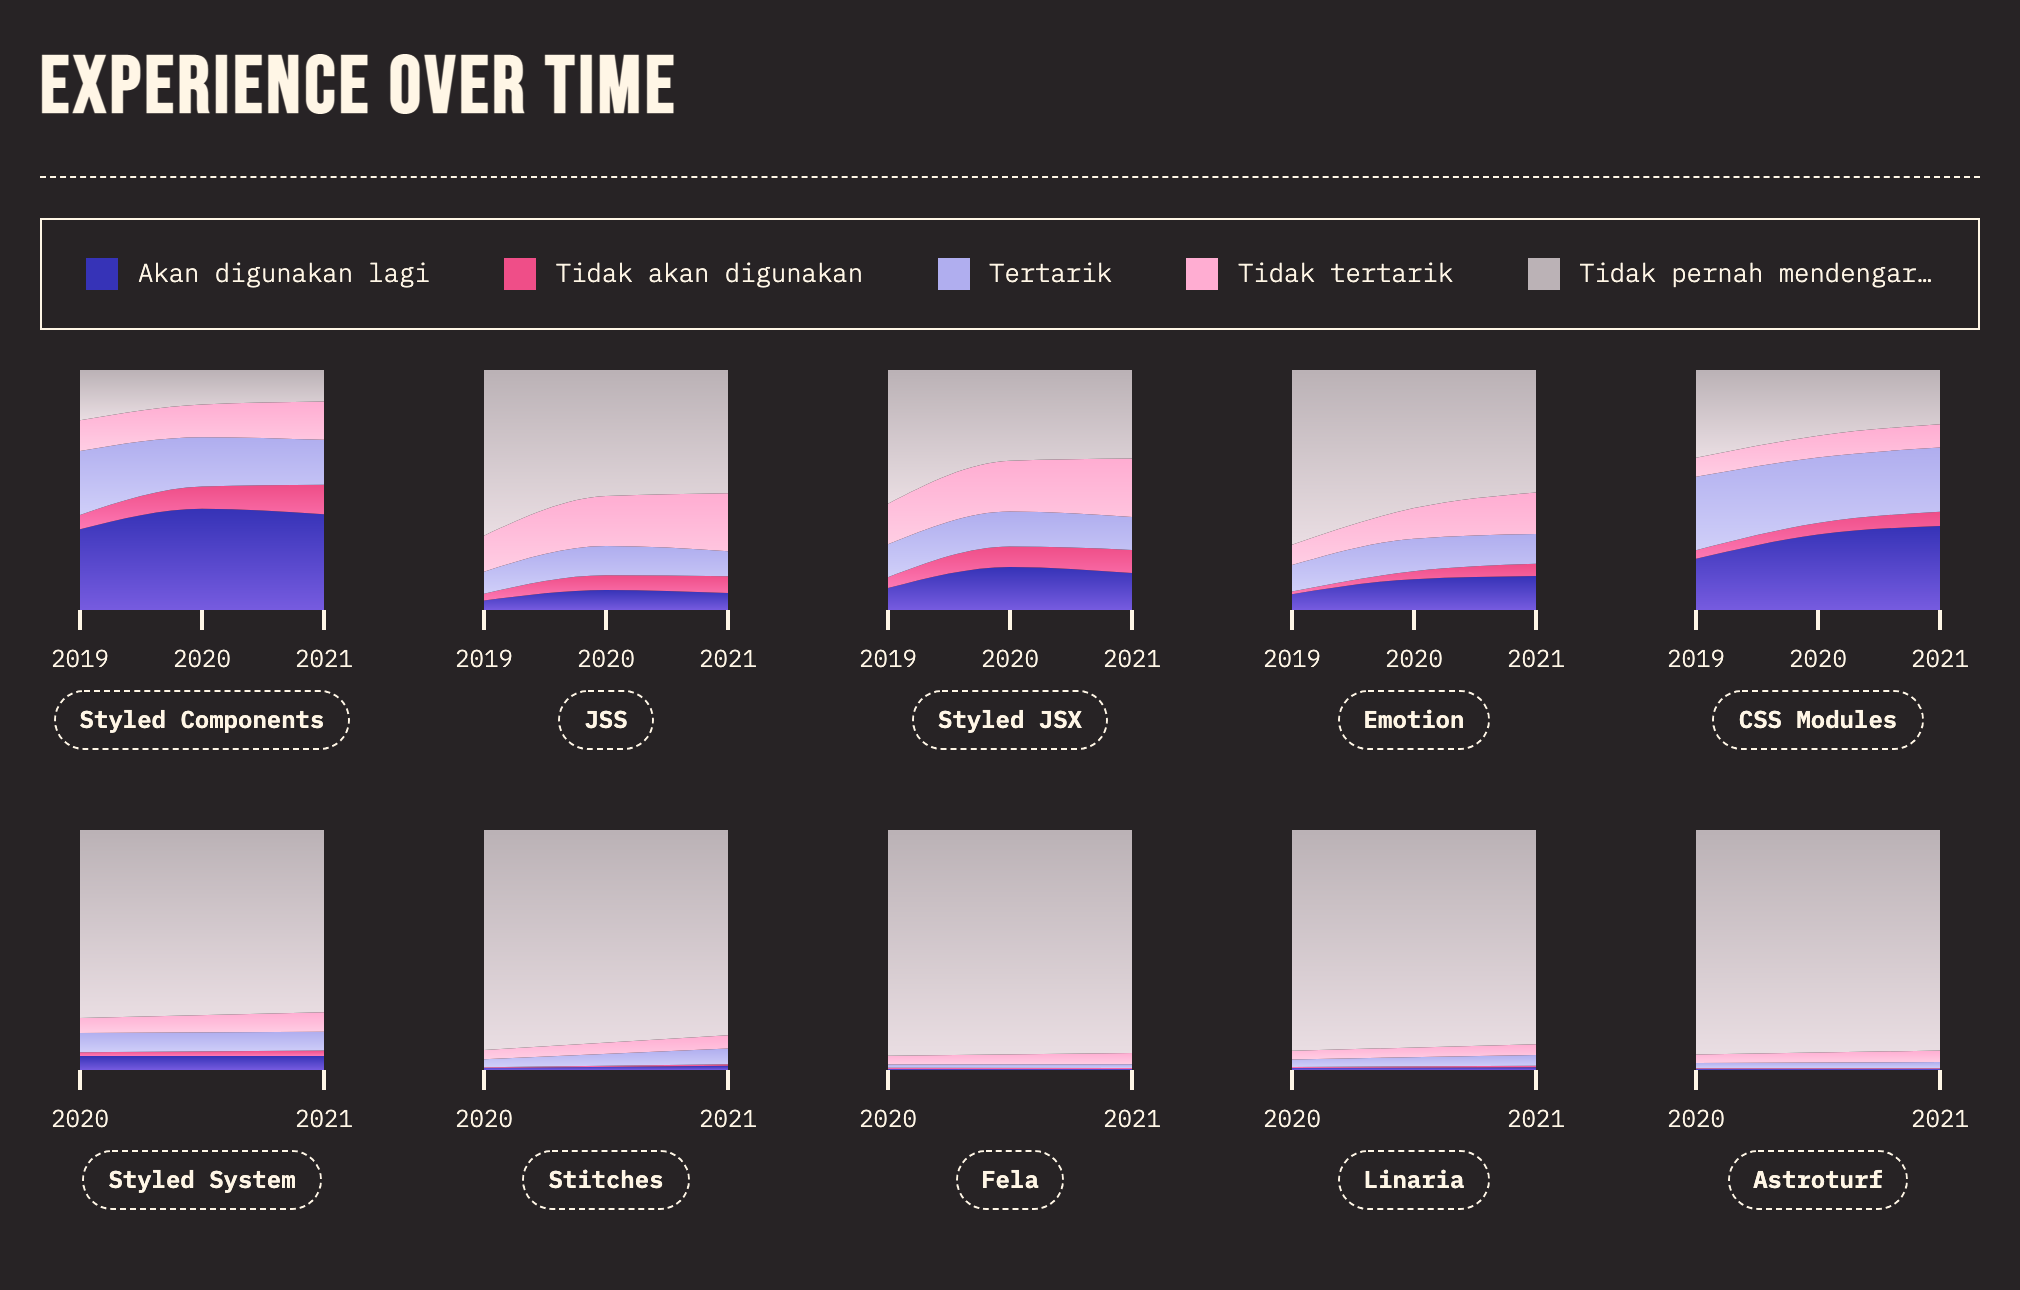 EXPERIENCE OVER TIME
Akan digunakan lagi
Tidak akan digunakan
Tertarik
Tidak tertarik
Tidak pernah mendengar…
2019 2020 2021
2019 2020 2021
2019 2020 2021
2019 2020 2021
2019 2020 2021
Styled Components
JSS
Styled JSX
Emotion
CSS Modules
2020 2021
2020 2021
2020 2021
2020 2021
2020 2021
Styled System
Stitches
Fela
Linaria
Astroturf